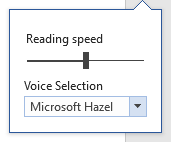 Reading speed
Voice Selection
Microsoft Hazel